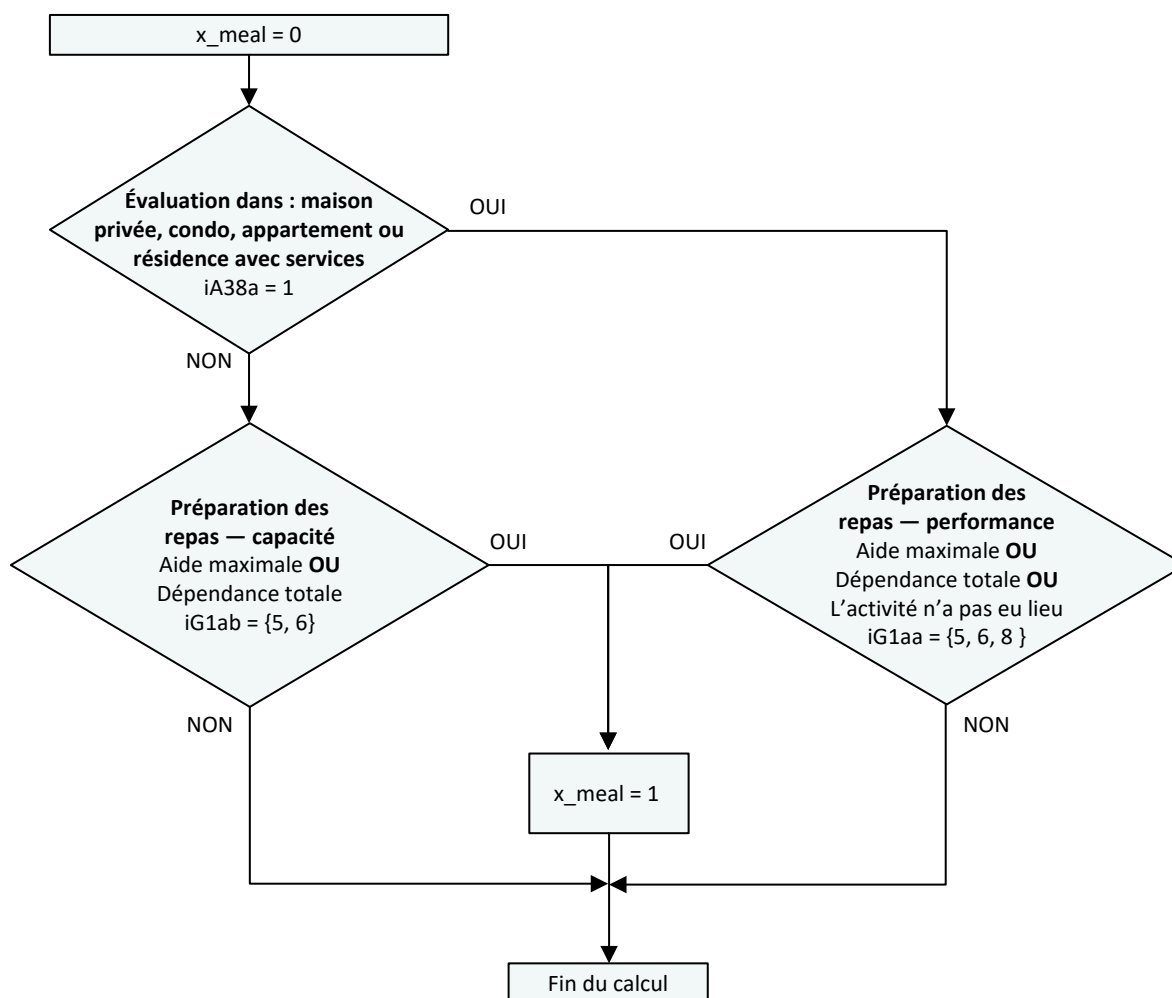 x_meal = 0
Évaluation dans : maison
privée, condo, appartement ou
résidence avec services
iA38a = 1
OUI
NON
Préparation des
repas — capacité
Aide maximale OU
Dépendance totale
iG1ab = {5, 6}
OUI
OUI
Préparation des
repas — performance
Aide maximale OU
Dépendance totale OU
L’activité n’a pas eu lieu
iG1aa = {5, 6, 8 }
NON
NON
x_meal = 1
Fin du calcul